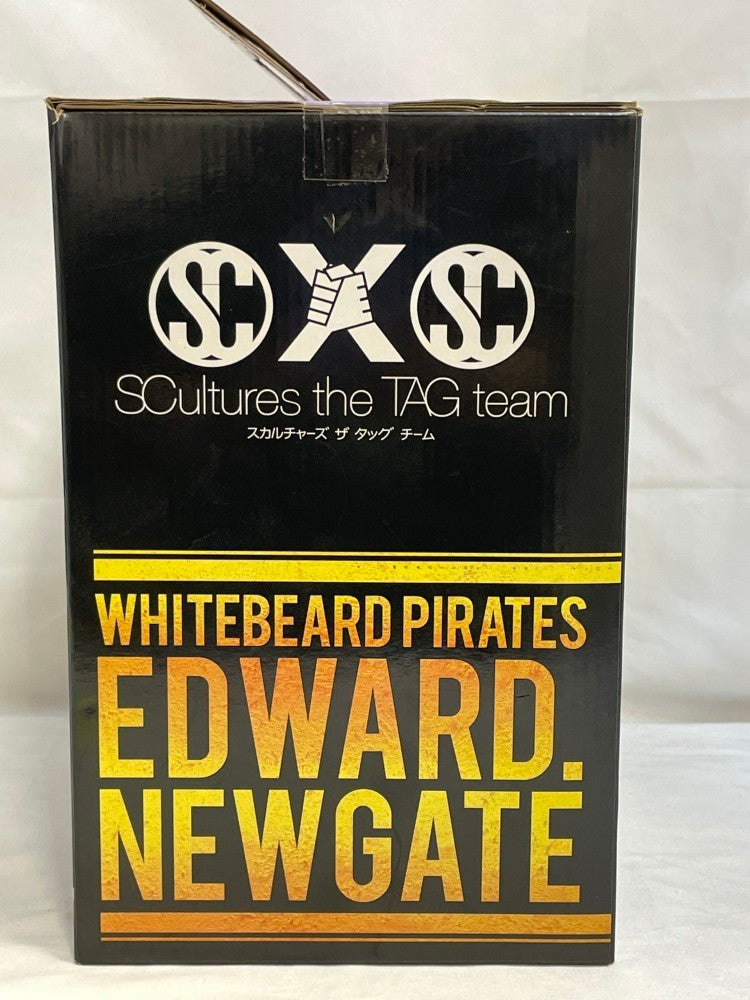 SC X SC
SCultures the TAG team
スカルチャーズ ザ タッグ チーム
WHITEBEARD PIRATES
EDWARD.
NEWGATE